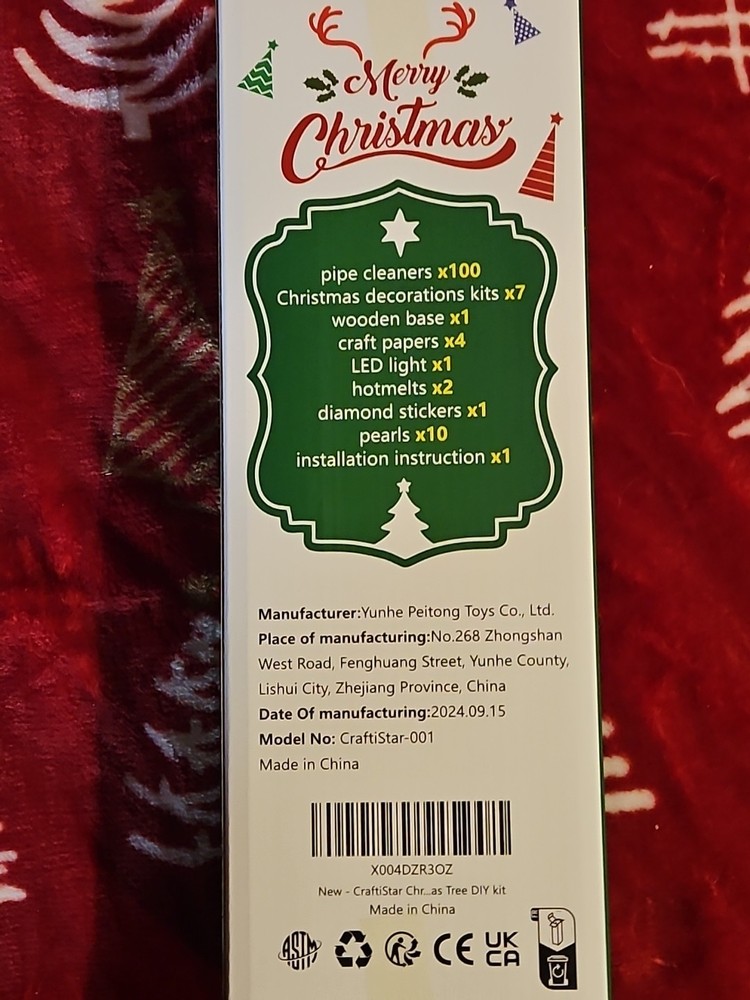 Merry
Christmas
pipe cleaners x100
Christmas decorations kits x7
wooden base x1
craft papers x4
LED light x1
hotmelts x2
diamond stickers x1
pearls x10
installation instruction x1
Manufacturer:Yunhe Peitong Toys Co., Ltd.
Place of manufacturing:No.268 Zhongshan
West Road, Fenghuang Street, Yunhe County,
Lishui City, Zhejiang Province, China
Date Of manufacturing:2024.09.15
Model No: CraftiStar-001
Made in China
X004DZR3OZ
New - CraftiStar Chr...as Tree DIY kit
Made in China
ASTM
CE
UK
CA